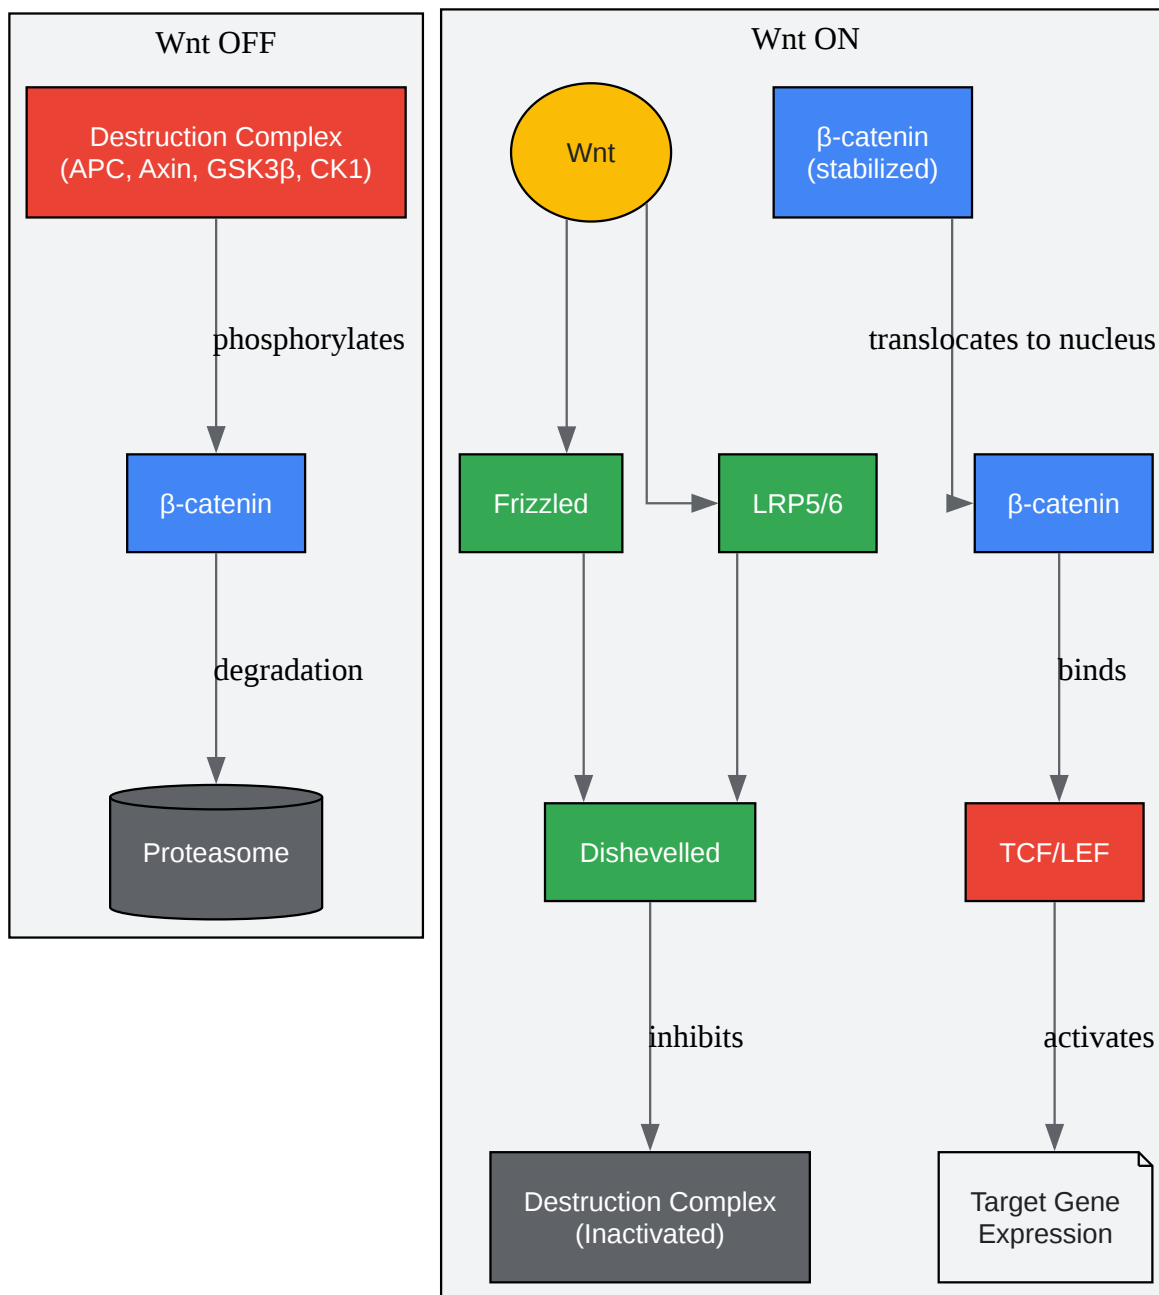 Wnt OFF
Destruction Complex
(APC, Axin, GSK3β, CK1)
phosphorylates
β-catenin
degradation
Proteasome
Wnt ON
Wnt
β-catenin
(stabilized)
translocates to nucleus
Frizzled
LRP5/6
β-catenin
binds
Dishevelled
TCF/LEF
inhibits
activates
Destruction Complex
(Inactivated)
Target Gene
Expression